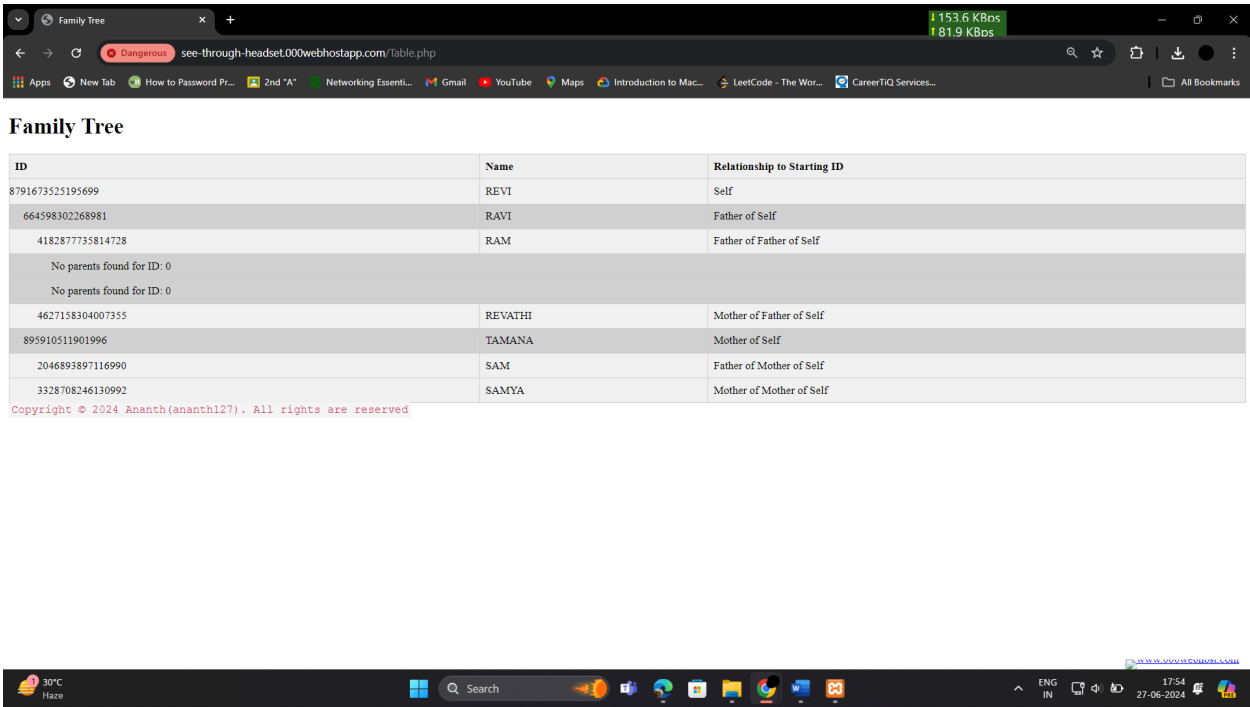 Family Tree
153.6 KBps
81.9 KBps
Dangerous see-through-headset.000webhostapp.com/Table.php
Apps New Tab How to Password Pr... 2nd "A" Networking Essenti... Gmail YouTube Maps Introduction to Mac... LeetCode - The Wor... CareerTiQ Services... All Bookmarks
Family Tree
ID Name Relationship to Starting ID
8791673525195699 REVI Self
664598302268981 RAVI Father of Self
4182877735814728 RAM Father of Father of Self
No parents found for ID: 0
No parents found for ID: 0
4627158304007355 REVATHI Mother of Father of Self
895910511901996 TAMANA Mother of Self
2046893897116990 SAM Father of Mother of Self
3328708246130992 SAMYA Mother of Mother of Self
Copyright © 2024 Ananth(ananth127). All rights are reserved
www.000webhost.com
1 30°C Search ENG 17:54
Haze IN 27-06-2024
PRE